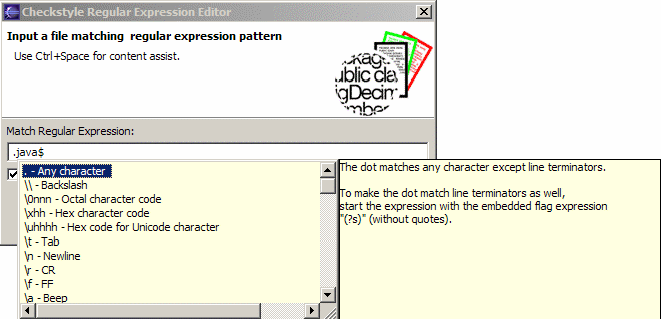 Checkstyle Regular Expression Editor
Input a file matching  regular expression pattern
Use Ctrl+Space for content assist.
ckag
ublic cla
igDecin
mber
Match Regular Expression:
.java$
. - Any character
\\ - Backslash
\0nnn - Octal character code
\xhh - Hex character code
\uhhhh - Hex code for Unicode character
\t - Tab
\n - Newline
\r - CR
\f - FF
\a - Beep
The dot matches any character except line terminators.
To make the dot match line terminators as well,
start the expression with the embedded flag expression
"(?s)" (without quotes).